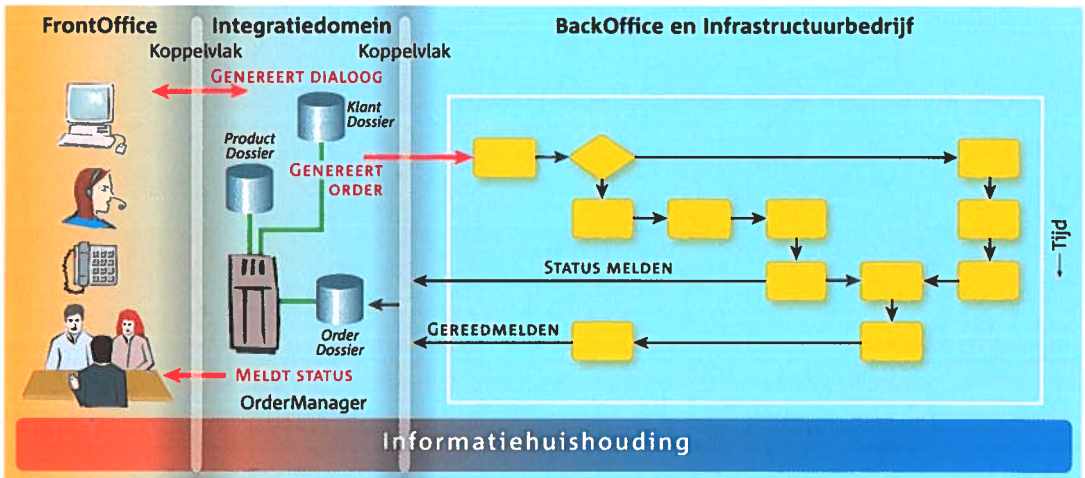 FrontOffice
Integratiedomein
BackOffice en Infrastructuurbedrijf
Koppelvlak
Koppelvlak
GENEREERT DIALOOG
Klant
Dossier
Product
Dossier
GENEREERT
ORDER
Tijd
STATUS MELDEN
Order
Dossier
GEREEDMELDEN
MELDT STATUS
OrderManager
Informatiehuishouding